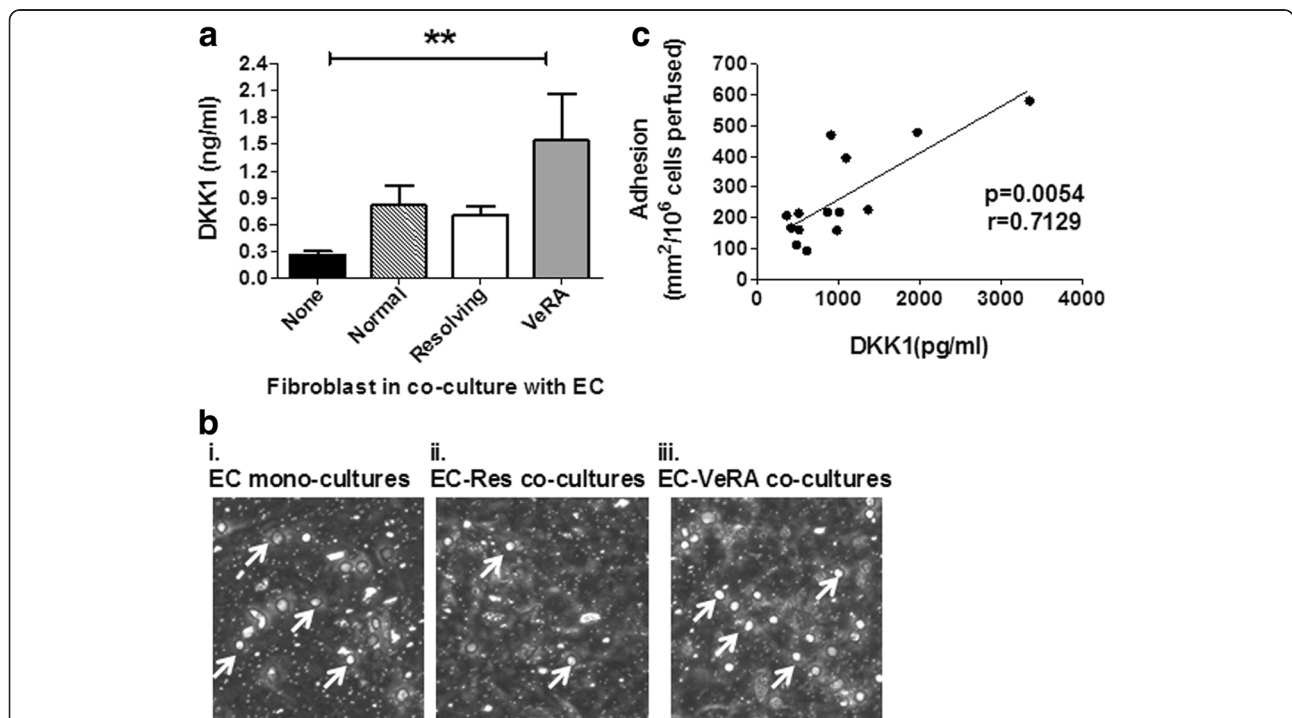 a
**
2.4
2.1
1.8
1.5
1.2
0.9
0.6
0.3
0.0
DKK1 (ng/ml)
None
Normal
Resolving
VeRA
Fibroblast in co-culture with EC
c
700
600
500
400
300
200
100
0
Adhesion
(mm²/10⁶ cells perfused)
p=0.0054
r=0.7129
0
1000
2000
3000
4000
DKK1(pg/ml)
b
i.
EC mono-cultures
ii.
EC-Res co-cultures
iii.
EC-VeRA co-cultures